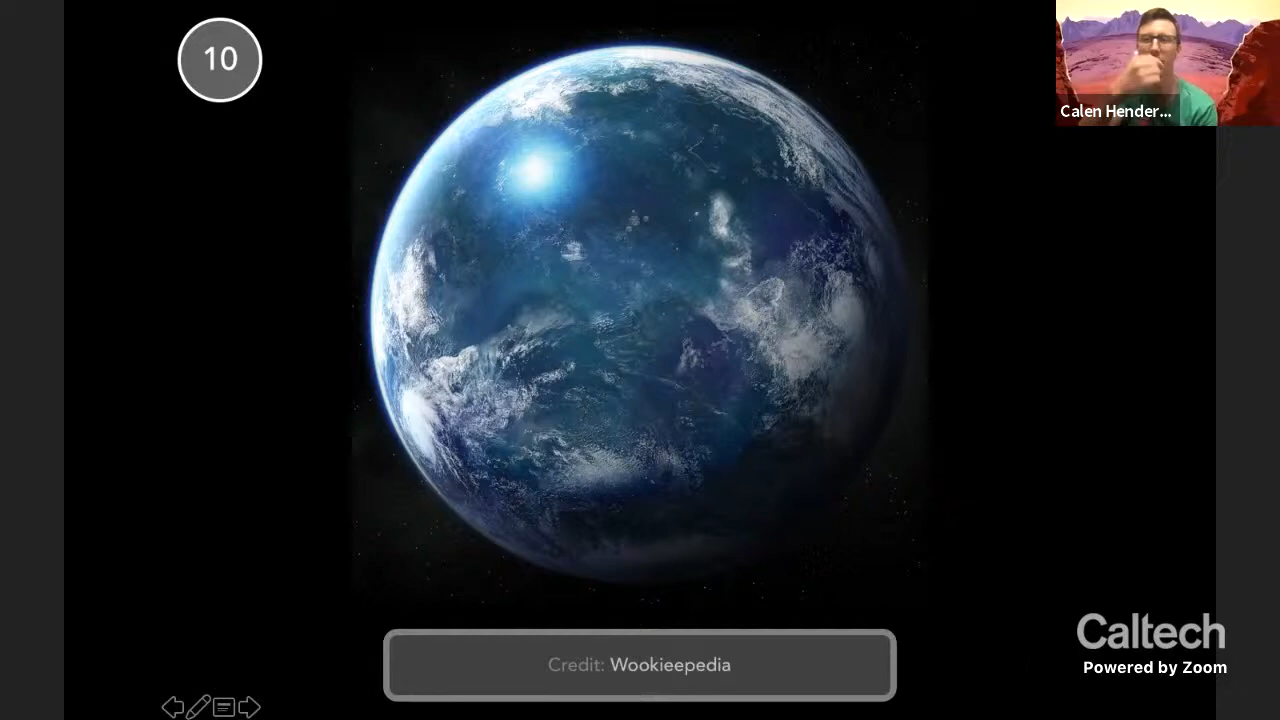 10
Calen Hender...
Credit: Wookieepedia
Caltech
Powered by Zoom